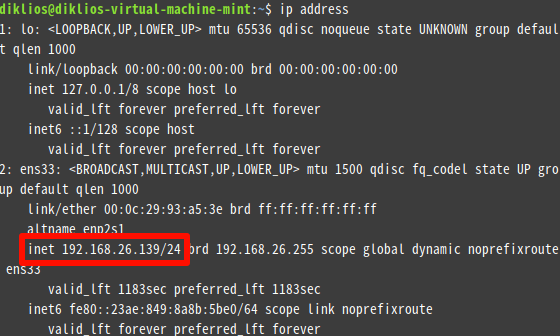 diklios@diklios-virtual-machine-mint:~$ ip address
1: lo: <LOOPBACK,UP,LOWER_UP> mtu 65536 qdisc noqueue state UNKNOWN group defaul
t qlen 1000
link/loopback 00:00:00:00:00:00 brd 00:00:00:00:00:00
inet 127.0.0.1/8 scope host lo
valid_lft forever preferred_lft forever
inet6 ::1/128 scope host
valid_lft forever preferred_lft forever
2: ens33: <BROADCAST,MULTICAST,UP,LOWER_UP> mtu 1500 qdisc fq_codel state UP gro
up default qlen 1000
link/ether 00:0c:29:93:a5:3e brd ff:ff:ff:ff:ff:ff
altname enp2s1
inet 192.168.26.139/24 brd 192.168.26.255 scope global dynamic noprefixroute
ens33
valid_lft 1183sec preferred_lft 1183sec
inet6 fe80::23ae:849:8a8b:5be0/64 scope link noprefixroute
valid_lft forever preferred_lft forever